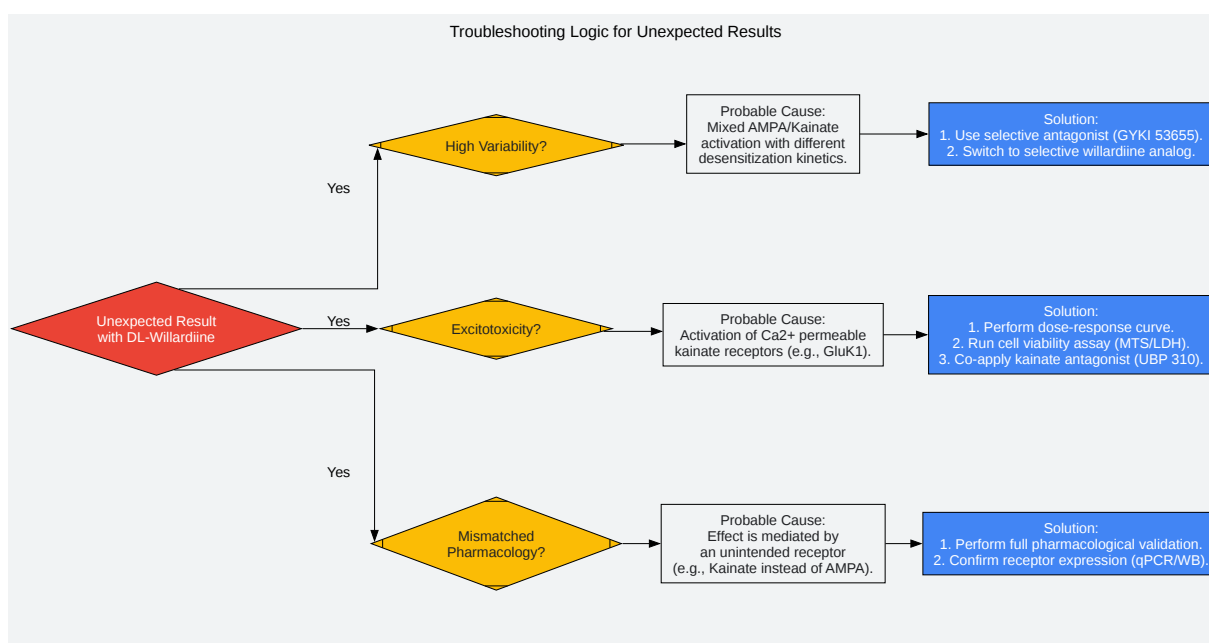 Troubleshooting Logic for Unexpected Results
Yes
High Variability?
Probable Cause:
Mixed AMPA/Kainate
activation with different
desensitization kinetics.
Solution:
1. Use selective antagonist (GYKI 53655).
2. Switch to selective willardiine analog.
Unexpected Result
with DL-Willardiine
Yes
Excitotoxicity?
Probable Cause:
Activation of Ca2+ permeable
kainate receptors (e.g., GluK1).
Solution:
1. Perform dose-response curve.
2. Run cell viability assay (MTS/LDH).
3. Co-apply kainate antagonist (UBP 310).
Yes
Mismatched
Pharmacology?
Probable Cause:
Effect is mediated by
an unintended receptor
(e.g., Kainate instead of AMPA).
Solution:
1. Perform full pharmacological validation.
2. Confirm receptor expression (qPCR/WB).